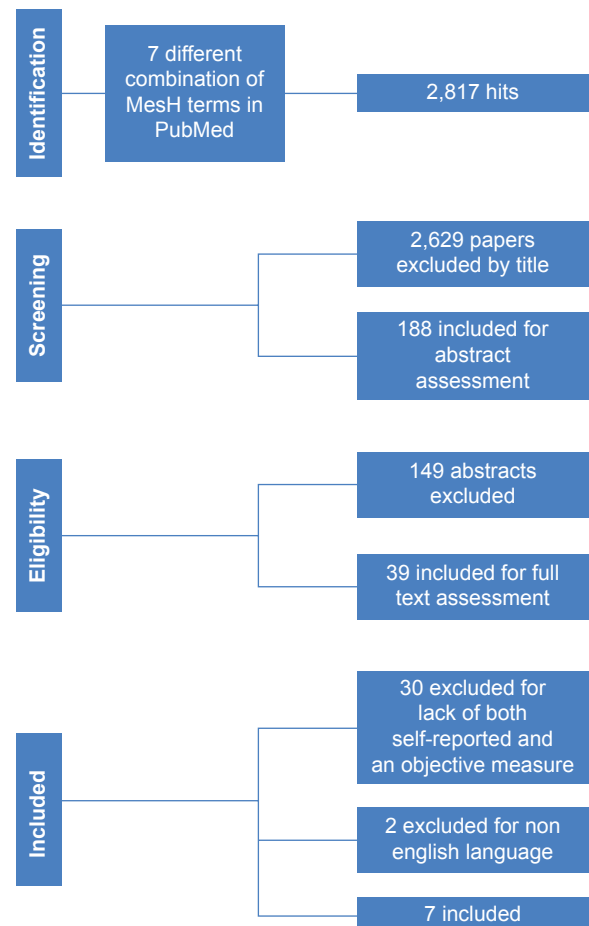 Identification
7 different
combination of
MesH terms in
PubMed
2,817 hits
Screening
2,629 papers
excluded by title
188 included for
abstract
assessment
Eligibility
149 abstracts
excluded
39 included for full
text assessment
Included
30 excluded for
lack of both
self-reported and
an objective measure
2 excluded for non
english language
7 included